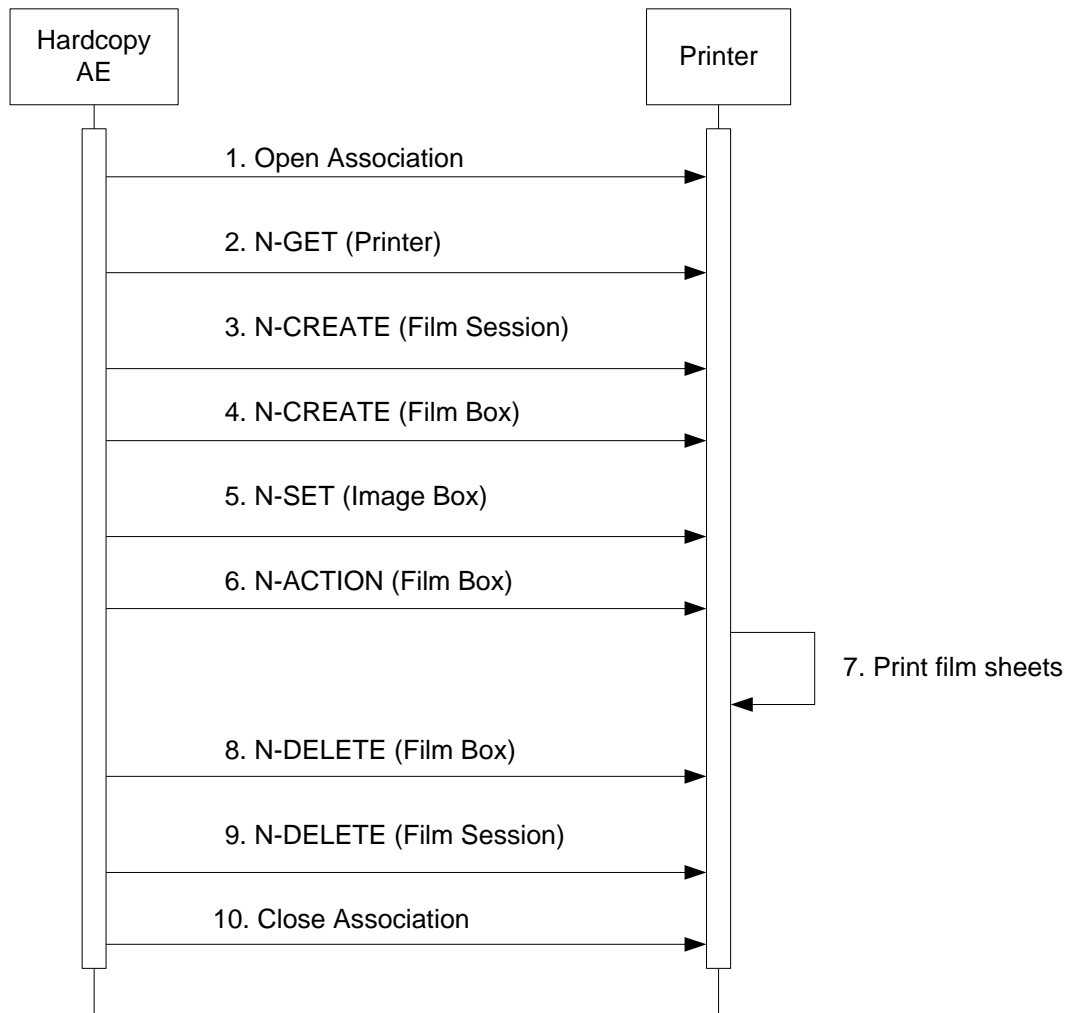 Hardcopy
AE
Printer
1. Open Association
2. N-GET (Printer)
3. N-CREATE (Film Session)
4. N-CREATE (Film Box)
5. N-SET (Image Box)
6. N-ACTION (Film Box)
7. Print film sheets
8. N-DELETE (Film Box)
9. N-DELETE (Film Session)
10. Close Association